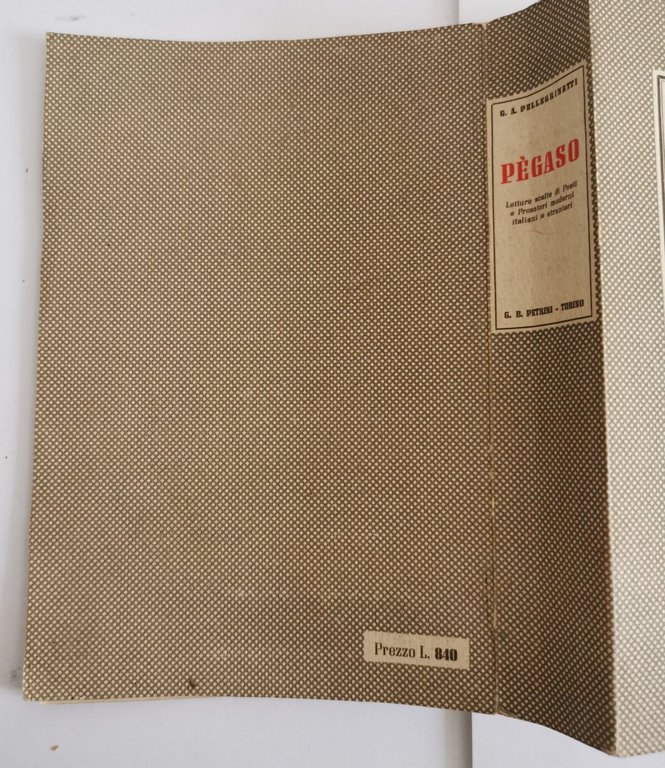 G. A. PELLEGRINETTI
PÈGASO
Letture scelte di Poeti
e Prosatori moderni
italiani e stranieri
G. B. PETRINI - TORINO
Prezzo L. 840